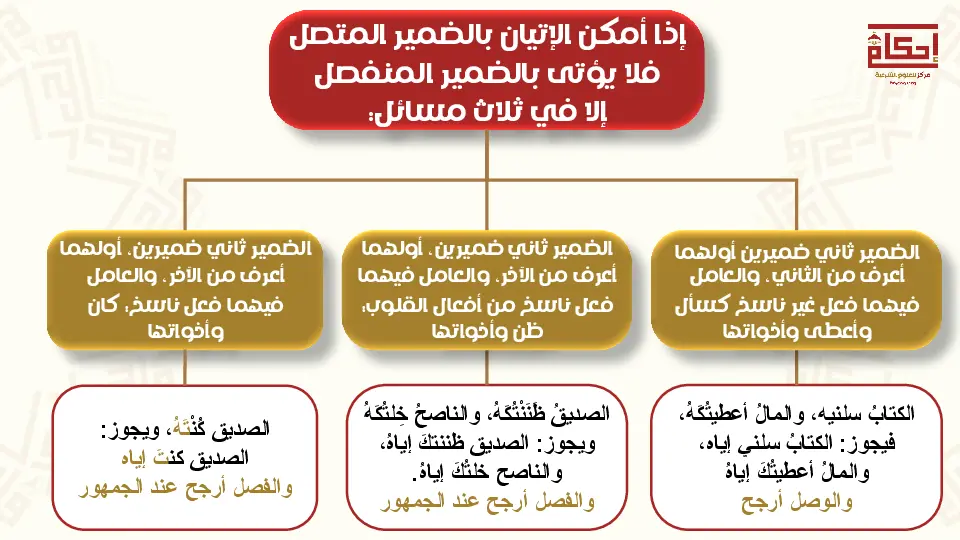 إذا أمكن الإتيان بالضمير المتصل
فلا يؤتى بالضمير المنفصل
إلا في ثلاث مسائل:
إحكام
مركز للعلوم الشرعية
الضمير ثاني ضميرين أولهما
أعرف من الثاني، والعامل
فيهما فعل غير ناسخ كسأل
وأعطى وأخواتها
الضمير ثاني ضميرين، أولهما
أعرف من الآخر، والعامل فيهما
فعل ناسخ من أفعال القلوب:
ظن وأخواتها
الضمير ثاني ضميرين، أولهما
أعرف من الآخر، والعامل
فيهما فعل ناسخ: كان
وأخواتها
الكتابُ سلنيه، والمالُ أعطيتُكَهُ،
فيجوز: الكتابُ سلني إياه،
والمالُ أعطيتُكَ إياهُ
والوصل أرجح
الصديقُ ظَنَنْتُكَهُ، والناصحُ خِلتُكَهُ
ويجوز: الصديق ظننتكَ إياهُ،
والناصح خلتُكَ إياهُ.
والفصل أرجح عند الجمهور
الصديق كُنْتَهُ، ويجوز:
الصديق كنتَ إياه
والفصل أرجح عند الجمهور